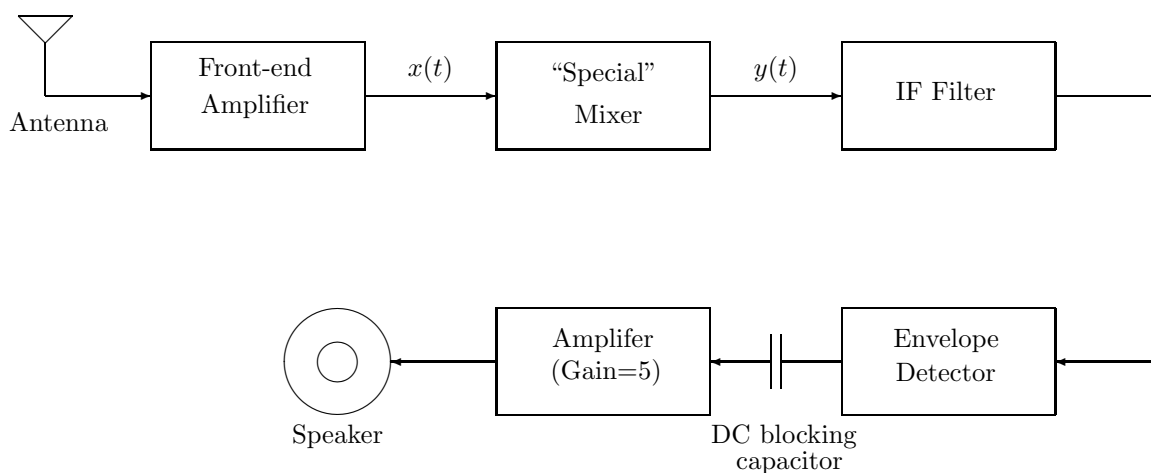 Front-end
Amplifier
x(t)
“Special”
Mixer
y(t)
IF Filter
Antenna
Amplifer
(Gain=5)
Envelope
Detector
Speaker
DC blocking
capacitor